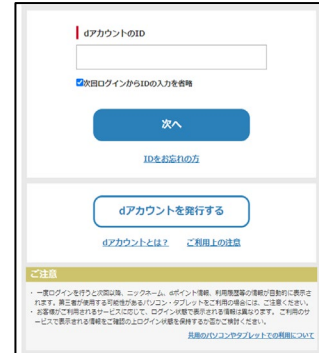 dアカウントのID
次回ログインからIDの入力を省略
次へ
IDをお忘れの方
dアカウントを発行する
dアカウントとは？ ご利用上の注意
ご注意
・ 一度ログインを行うと次回以降、ニックネーム、dポイント情報、利用履歴等の情報が自動的に表示さ
れます。第三者が使用する可能性があるパソコン・タブレットをご利用の場合には、ご注意ください。
・ お客様がご利用されるサービスに応じて、ログイン状態で表示される情報は異なります。 ご利用のサ
ービスで表示される情報をご確認の上ログイン状態を保持するか否かご検討ください。
共用のパソコンやタブレットでの利用について